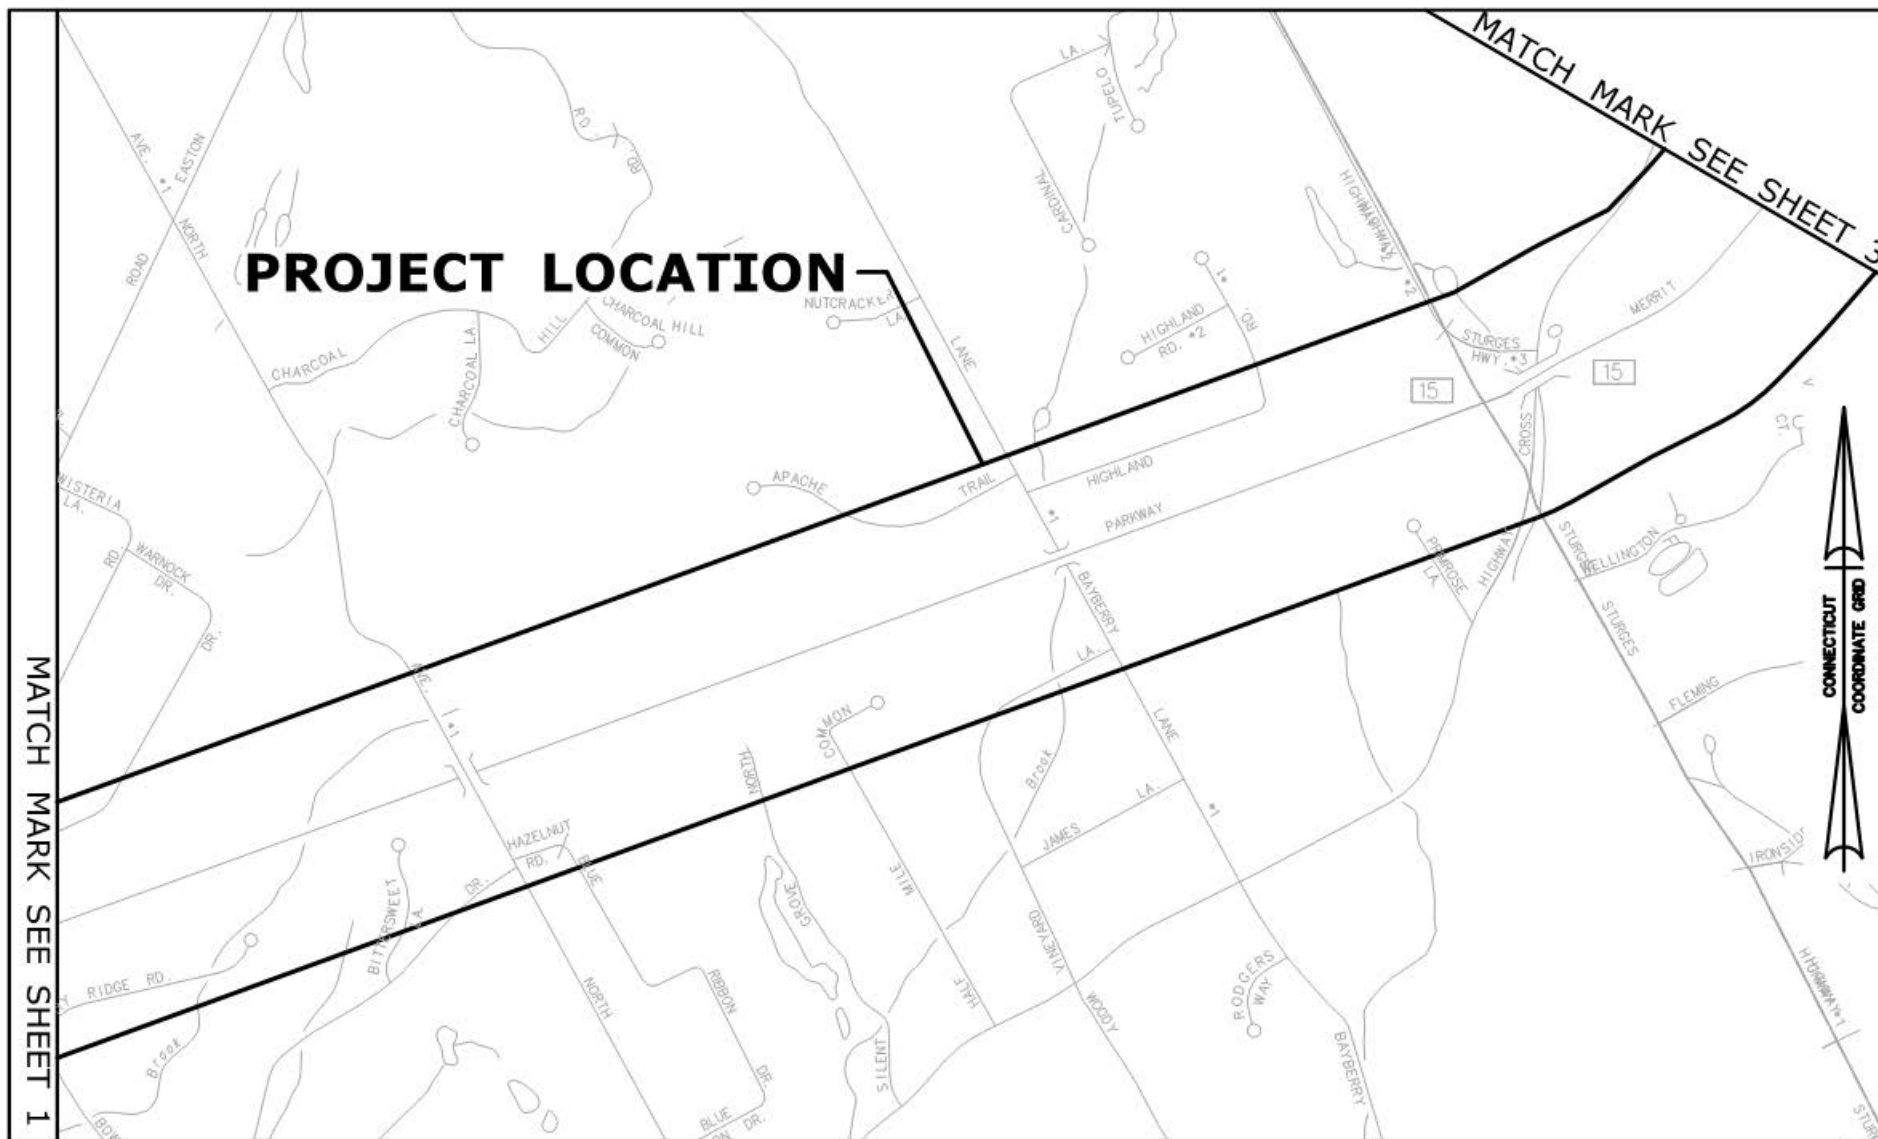 MATCH MARK SEE SHEET 3
MATCH MARK SEE SHEET 1
PROJECT LOCATION
CONNECTICUT
COORDINATE GRID
LA.
TUPELO
CARDINAL
RD.
RD.
AVE.
*1
EASTON
ROAD
NORTH
HIGHWAY
*2
NUTCRACKER
LA.
CHARCOAL HILL
COMMON
HILL
CHARCOAL
CHARCOAL LA.
LANE
HIGHLAND
RD. *2
*1
RD.
STURGES
HWY. *3
MERRIT
15
15
CROSS
CT.
WISTERIA
LA.
RD.
WARNOCK
DR.
DR.
APACHE
TRAIL
HIGHLAND
*1
PARKWAY
PRIMROSE
LA.
HIGHWAY
STURGES
WELLINGTON
STURGES
BAYBERRY
LA.
FLEMING
AVE.
*1
COMMON
NORTH
Brook
LANE
LA.
JAMES
*1
HAZELNUT
RD.
BLUE
DR.
BITTERSWEET
LA.
GROVE
MILE
HALF
VINEYARD
WOODY
RODGERS
WAY
RIDGE RD.
Brook
NORTH
RIBBON
DR.
BLUE
DR.
SILENT
BAYBERRY
*1